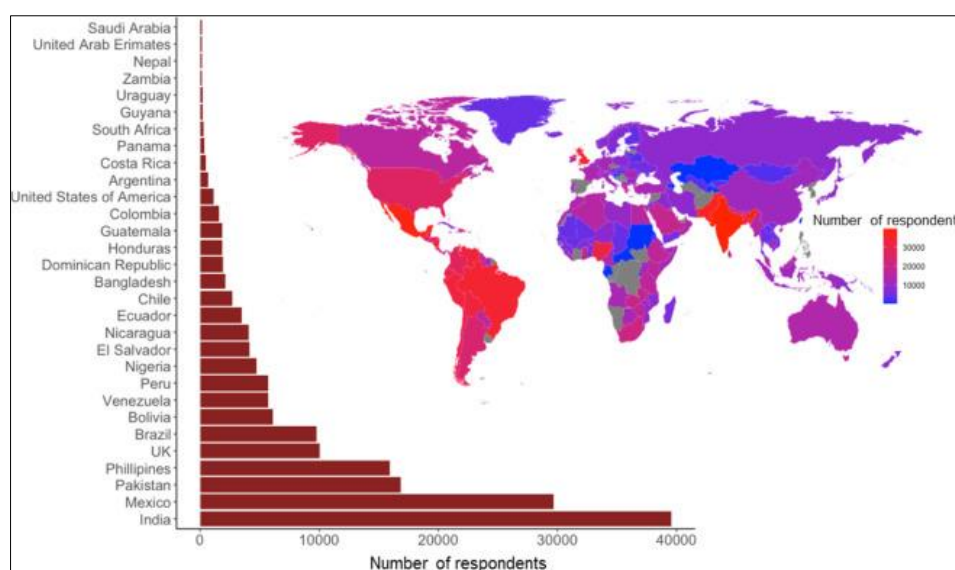 Saudi Arabia
United Arab Erimates
Nepal
Zambia
Uraguay
Guyana
South Africa
Panama
Costa Rica
Argentina
United States of America
Colombia
Guatemala
Honduras
Dominican Republic
Bangladesh
Chile
Ecuador
Nicaragua
El Salvador
Nigeria
Peru
Venezuela
Bolivia
Brazil
UK
Phillipines
Pakistan
Mexico
India
0 10000 20000 30000 40000
Number of respondents
Number of respondent
30000
20000
10000